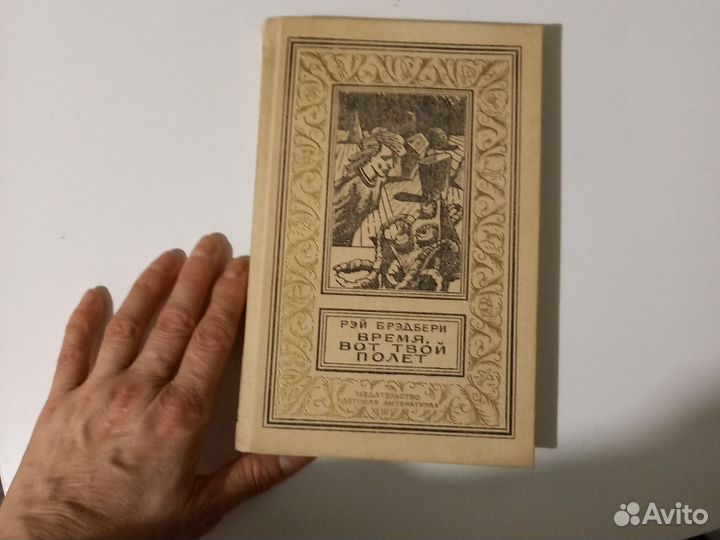 РЭЙ БРЭДБЕРИ
ВРЕМЯ,
ВОТ ТВОЙ
ПОЛЕТ
ИЗДАТЕЛЬСТВО
«ДЕТСКАЯ ЛИТЕРАТУРА»
Avito